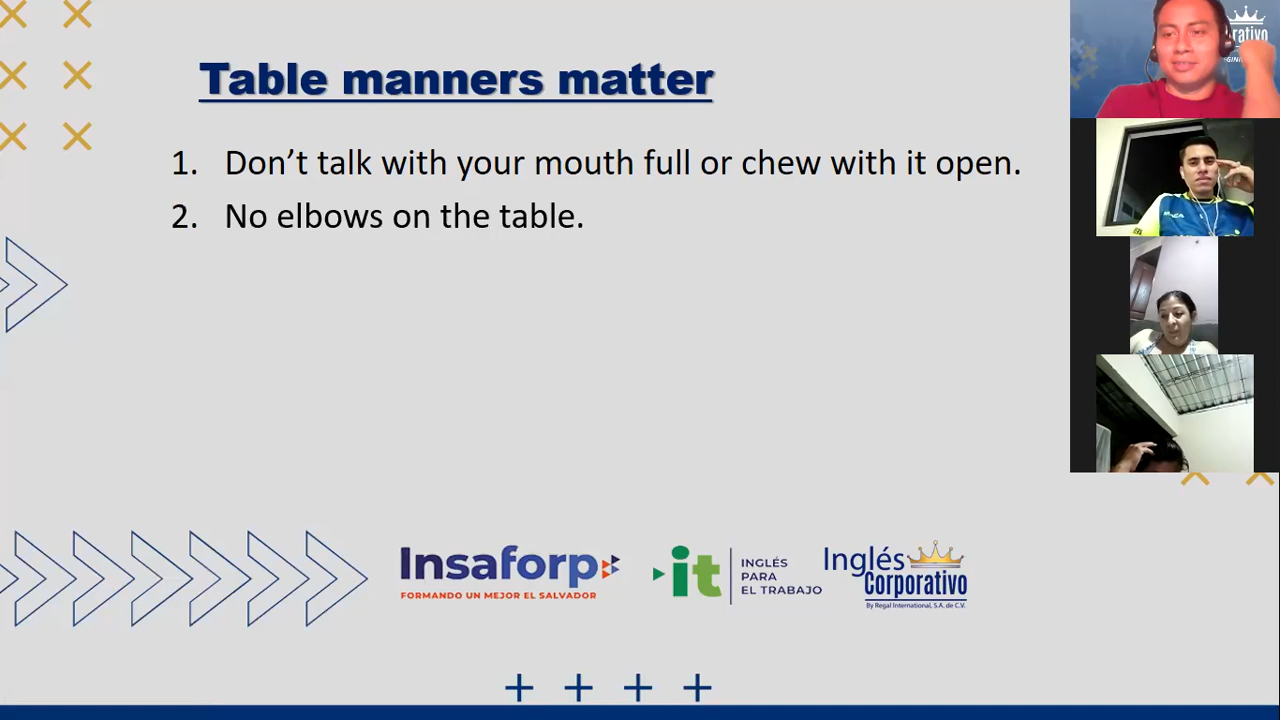 Table manners matter
1. Don’t talk with your mouth full or chew with it open.
2. No elbows on the table.
Insaforp
FORMANDO UN MEJOR EL SALVADOR
it
INGLÉS
PARA
EL TRABAJO
Inglés
Corporativo
By Regal International, S.A. de C.V.